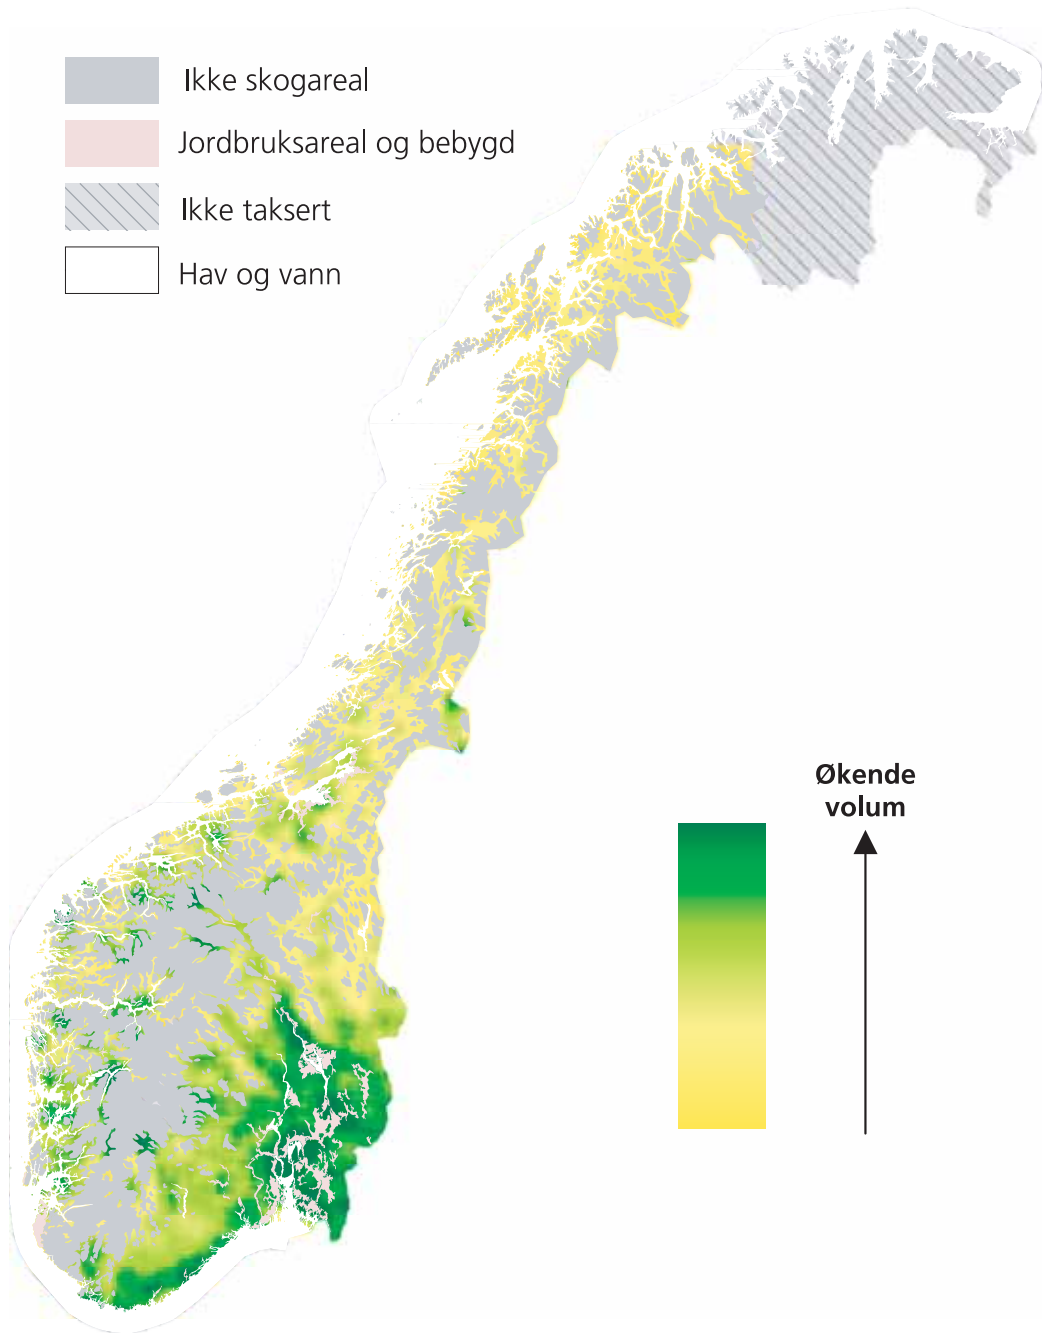 Ikke skogareal
Jordbruksareal og bebygd
Ikke taksert
Hav og vann
Økende
volum